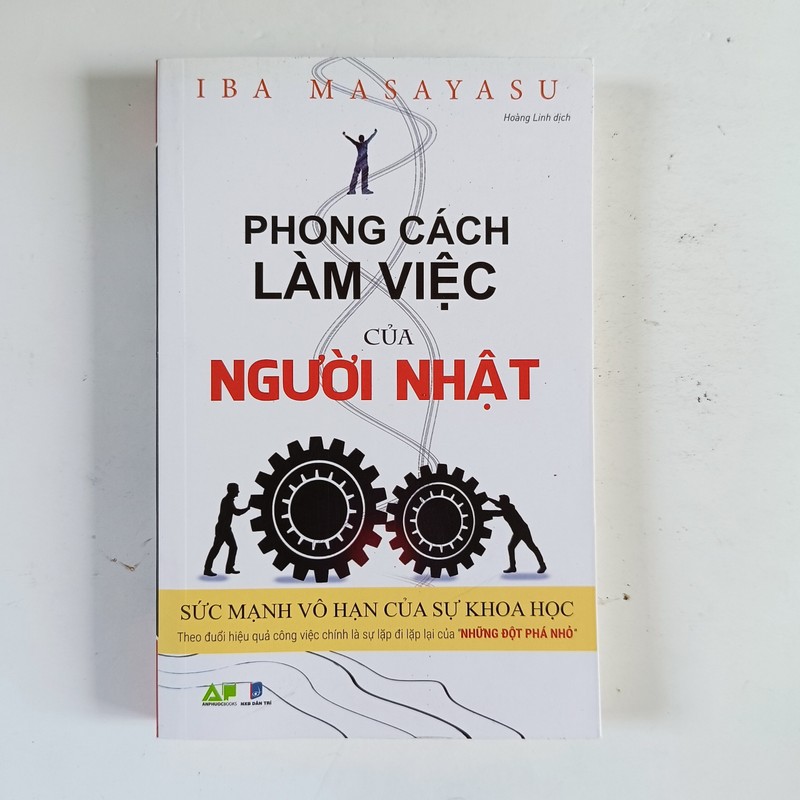 IBA MASAYASU
Hoàng Linh dịch
PHONG CÁCH
LÀM VIỆC
CỦA
NGƯỜI NHẬT
SỨC MẠNH VÔ HẠN CỦA SỰ KHOA HỌC
Theo đuổi hiệu quả công việc chính là sự lặp đi lặp lại của "NHỮNG ĐỘT PHÁ NHỎ"
AP
ANPHUOCBOOKS NXB DÂN TRÍ